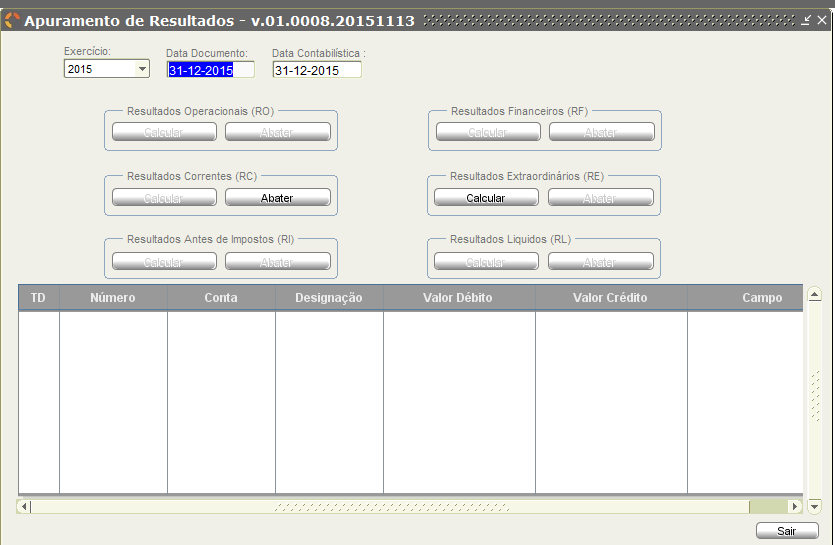 Apuramento de Resultados - v.01.0008.20151113
Exercício: Data Documento: Data Contabilística :
2015 31-12-2015 31-12-2015
Resultados Operacionais (RO) Resultados Financeiros (RF)
Calcular Abater Calcular Abater
Resultados Correntes (RC) Resultados Extraordinários (RE)
Calcular Abater Calcular Abater
Resultados Antes de Impostos (RI) Resultados Liquidos (RL)
Calcular Abater Calcular Abater
TD Número Conta Designação Valor Débito Valor Crédito Campo
Sair